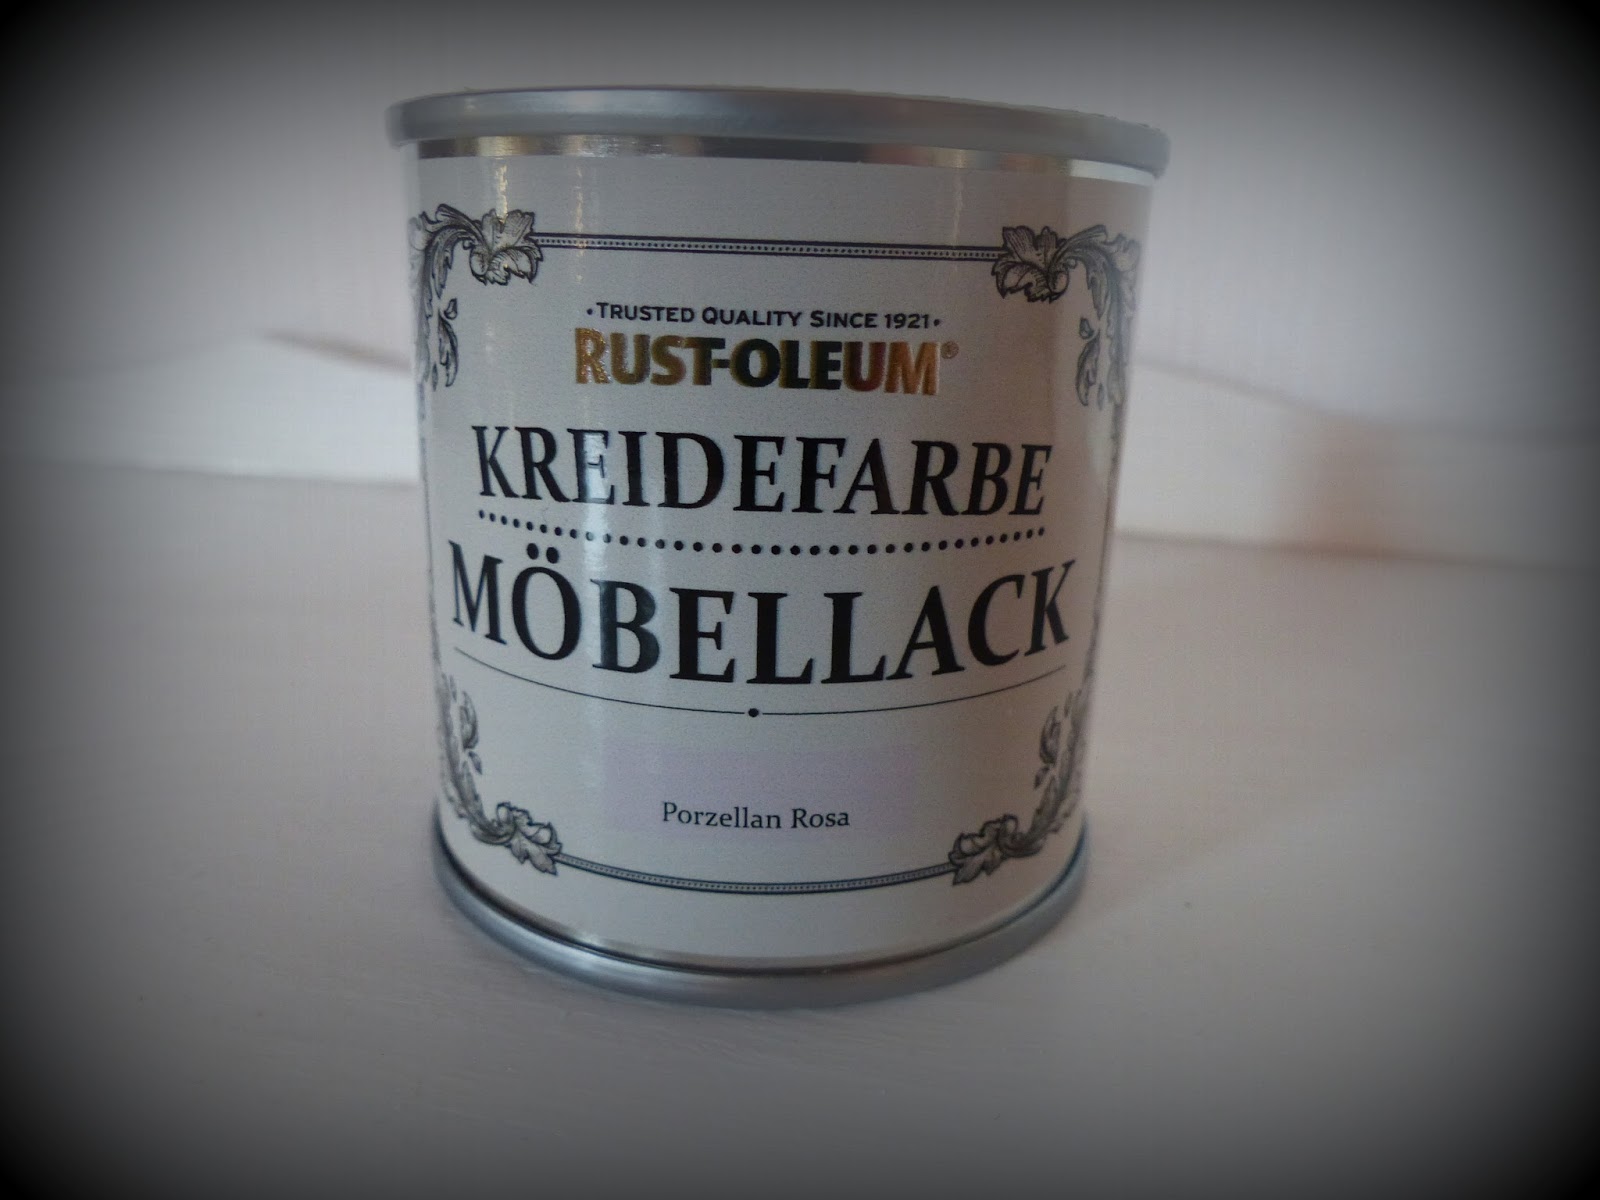 •TRUSTED QUALITY SINCE 1921•
RUST-OLEUM®
KREIDEFARBE
MÖBELLACK
Porzellan Rosa